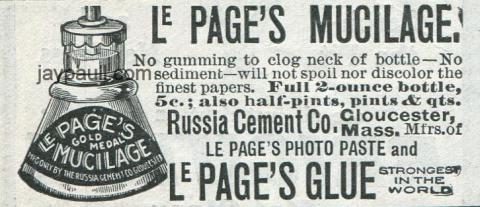 LE PAGE'S MUCILAGE.
No gumming to clog neck of bottle—No
sediment—will not spoil nor discolor the
finest papers. Full 2-ounce bottle,
5c.; also half-pints, pints & qts.
Russia Cement Co. Gloucester, Mass. Mfrs. of
LE PAGE'S PHOTO PASTE and
LE PAGE'S GLUE STRONGEST IN THE WORLD
jaypaull.com
LE PAGE'S
GOLD MEDAL
MUCILAGE
ONLY BY THE RUSSIA CEMENT CO GLOUCESTER